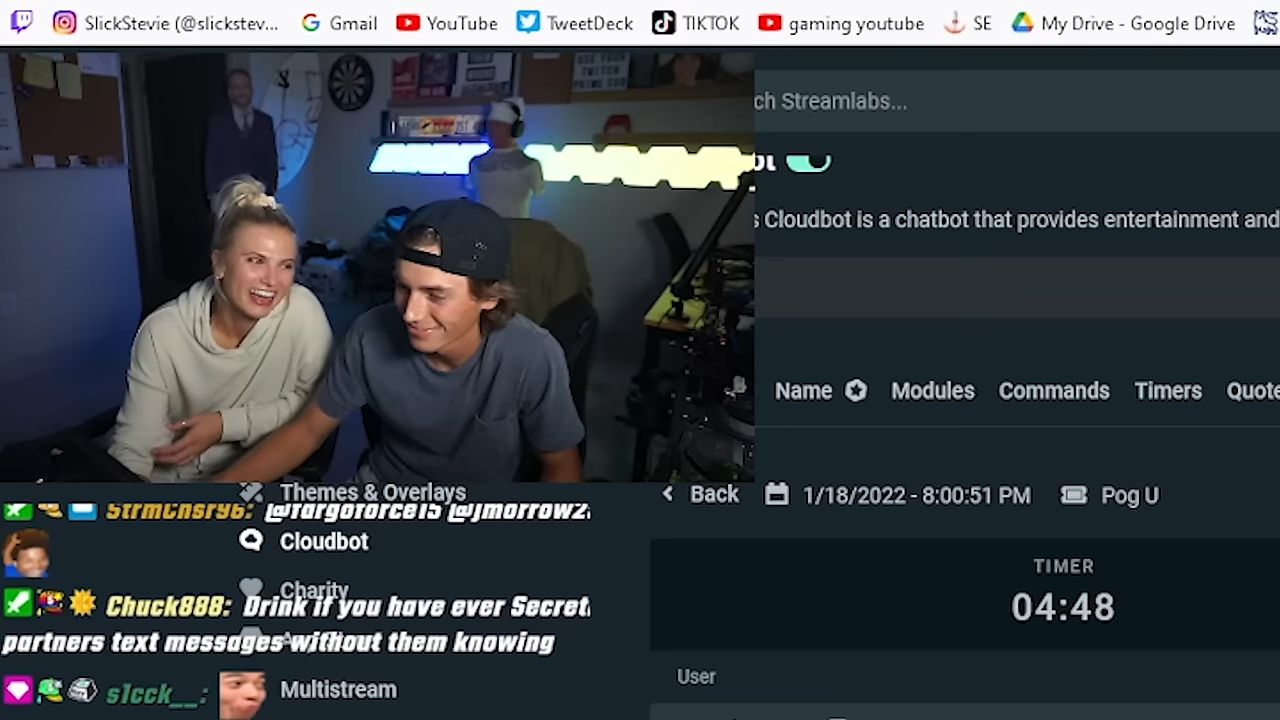 SlickStevie (@slickstev... Gmail YouTube TweetDeck TIKTOK gaming youtube SE My Drive - Google Drive
ch Streamlabs...
s Cloudbot is a chatbot that provides entertainment and
Name Modules Commands Timers Quote
Themes & Overlays
Back 1/18/2022 - 8:00:51 PM Pog U
StrmChsr96: @fargoforce15 @jmorrow2
Cloudbot
TIMER
Charity
04:48
Chuck888: Drink if you have ever Secret
partners text messages without them knowing
User
s1cck__:
Multistream